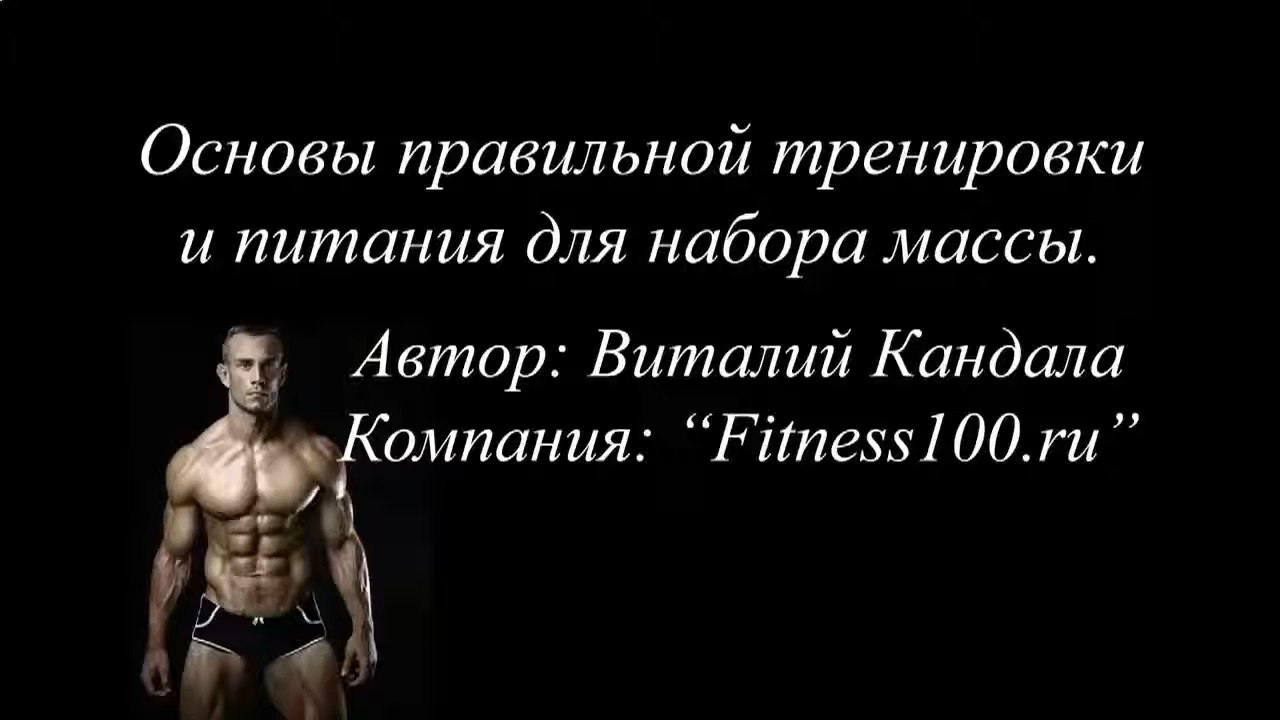 Основы правильной тренировки
и питания для набора массы.
Автор: Виталий Кандала
Компания: “Fitness100.ru”